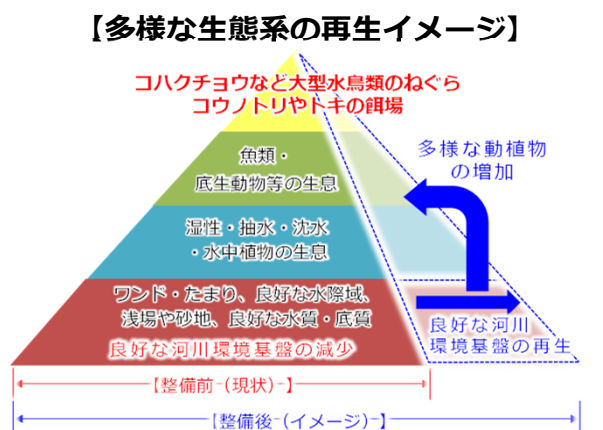 【多様な生態系の再生イメージ】
コハクチョウなど大型水鳥類のねぐら
コウノトリやトキの餌場
魚類・
底生動物等の生息
湿性・抽水・沈水
・水中植物の生息
ワンド・たまり、良好な水際域、
浅場や砂地、良好な水質・底質
良好な河川環境基盤の減少
多様な動植物
の増加
良好な河川
環境基盤の再生
【整備前（現状）】
【整備後（イメージ）】